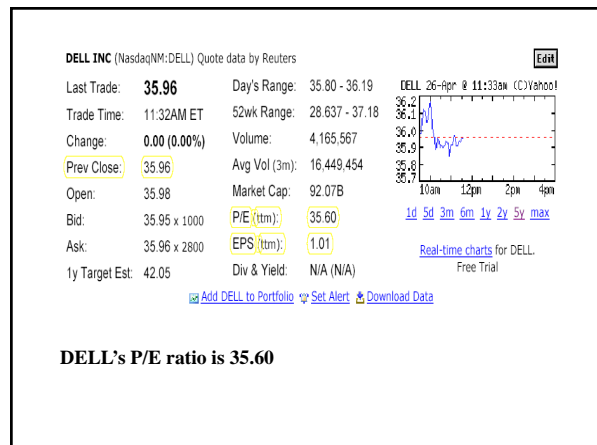 DELL INC (NasdaqNM:DELL) Quote data by Reuters
Edit
Last Trade: 35.96
Trade Time: 11:32AM ET
Change: 0.00 (0.00%)
Prev Close: 35.96
Open: 35.98
Bid: 35.95 x 1000
Ask: 35.96 x 2800
1y Target Est: 42.05
Day's Range: 35.80 - 36.19
52wk Range: 28.637 - 37.18
Volume: 4,165,567
Avg Vol (3m): 16,449,454
Market Cap: 92.07B
P/E (ttm): 35.60
EPS (ttm): 1.01
Div & Yield: N/A (N/A)
DELL 26-Apr @ 11:33am (C)Yahoo!
36.2
36.1
36.0
35.9
35.8
35.7
10am 12pm 2pm 4pm
1d 5d 3m 6m 1y 2y 5y max
Real-time charts for DELL.
Free Trial
Add DELL to Portfolio Set Alert Download Data
DELL's P/E ratio is 35.60